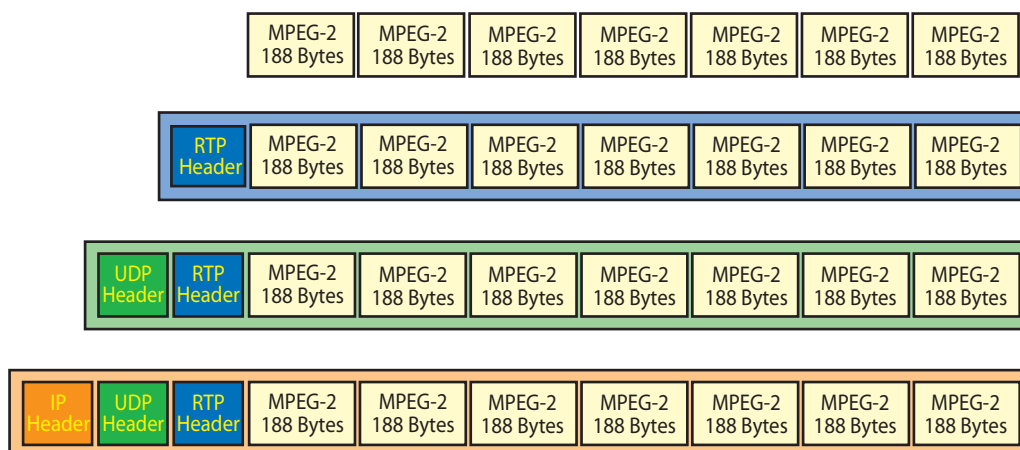 MPEG-2 MPEG-2 MPEG-2 MPEG-2 MPEG-2 MPEG-2 MPEG-2
188 Bytes 188 Bytes 188 Bytes 188 Bytes 188 Bytes 188 Bytes 188 Bytes
RTP MPEG-2 MPEG-2 MPEG-2 MPEG-2 MPEG-2 MPEG-2 MPEG-2
Header 188 Bytes 188 Bytes 188 Bytes 188 Bytes 188 Bytes 188 Bytes 188 Bytes
UDP RTP MPEG-2 MPEG-2 MPEG-2 MPEG-2 MPEG-2 MPEG-2 MPEG-2
Header Header 188 Bytes 188 Bytes 188 Bytes 188 Bytes 188 Bytes 188 Bytes 188 Bytes
IP UDP RTP MPEG-2 MPEG-2 MPEG-2 MPEG-2 MPEG-2 MPEG-2 MPEG-2
Header Header Header 188 Bytes 188 Bytes 188 Bytes 188 Bytes 188 Bytes 188 Bytes 188 Bytes